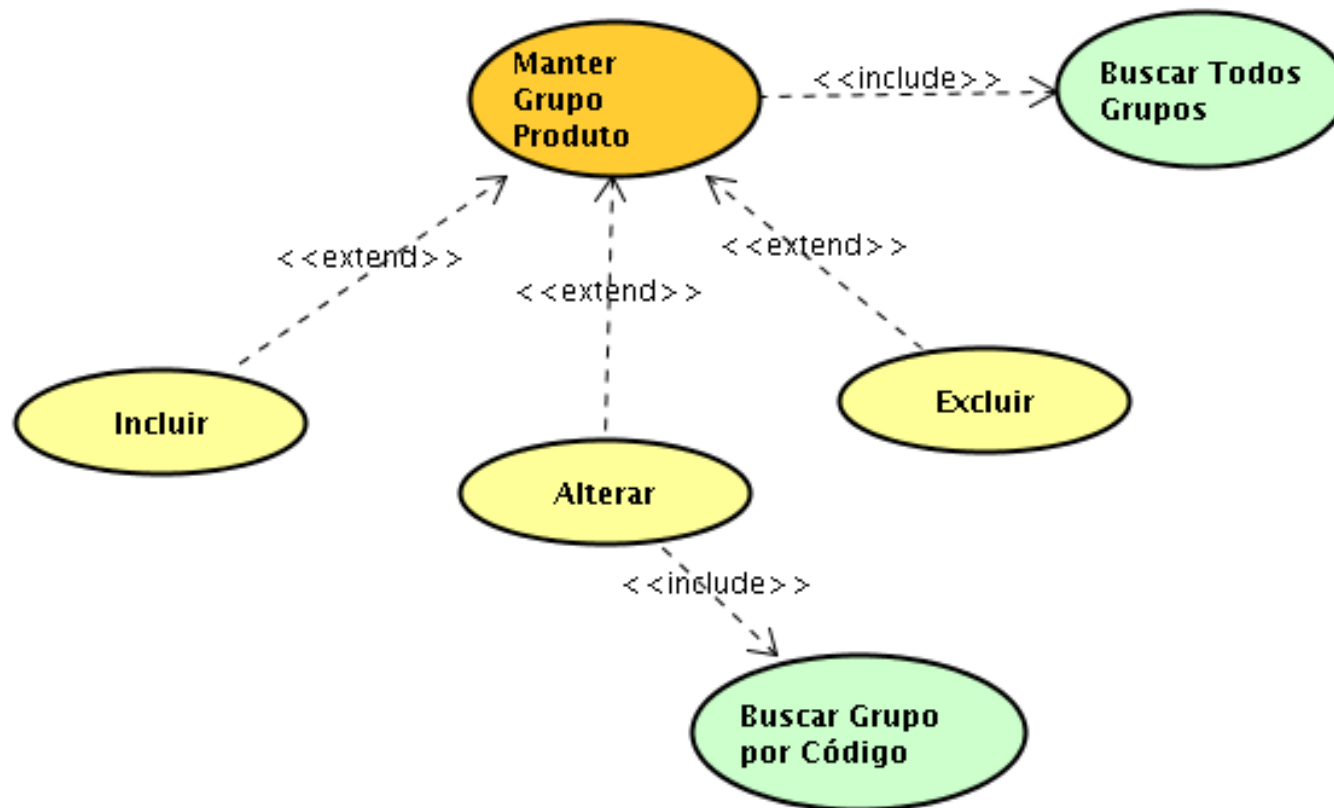 Manter
Grupo
Produto
<<include>>
Buscar Todos
Grupos
<<extend>>
<<extend>>
<<extend>>
Incluir
Alterar
Excluir
<<include>>
Buscar Grupo
por Código